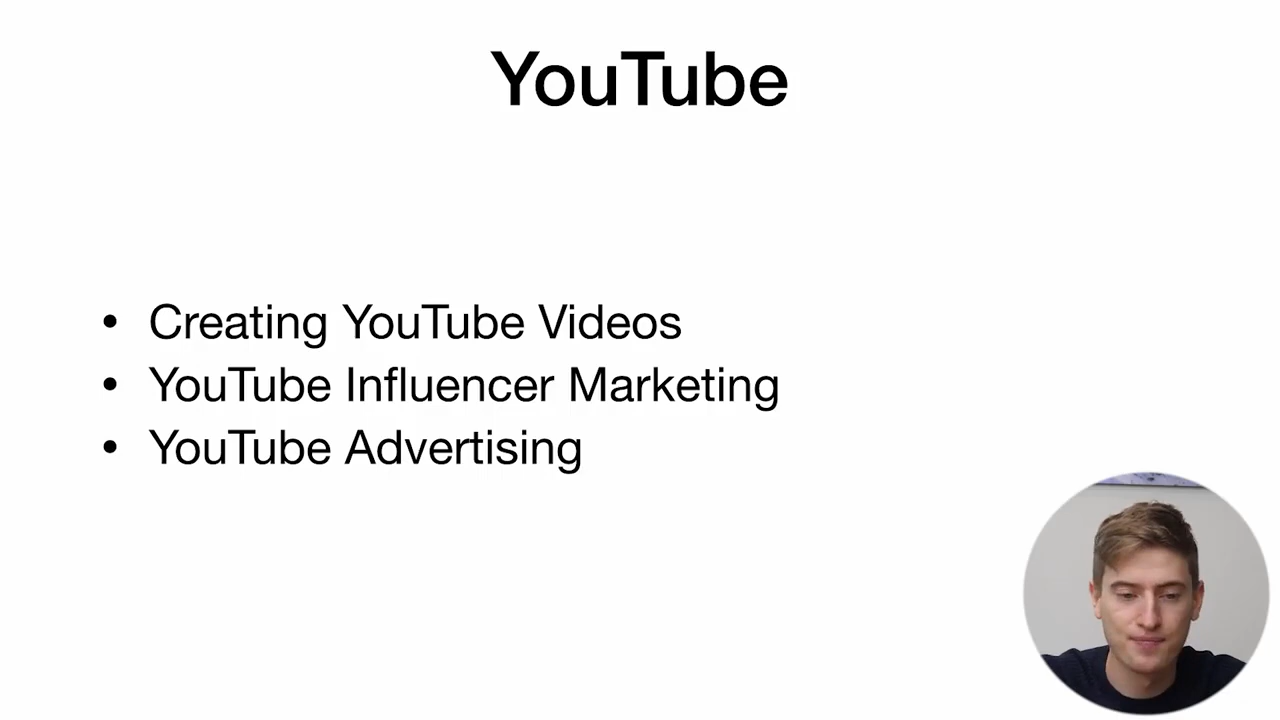 YouTube
• Creating YouTube Videos
• YouTube Influencer Marketing
• YouTube Advertising